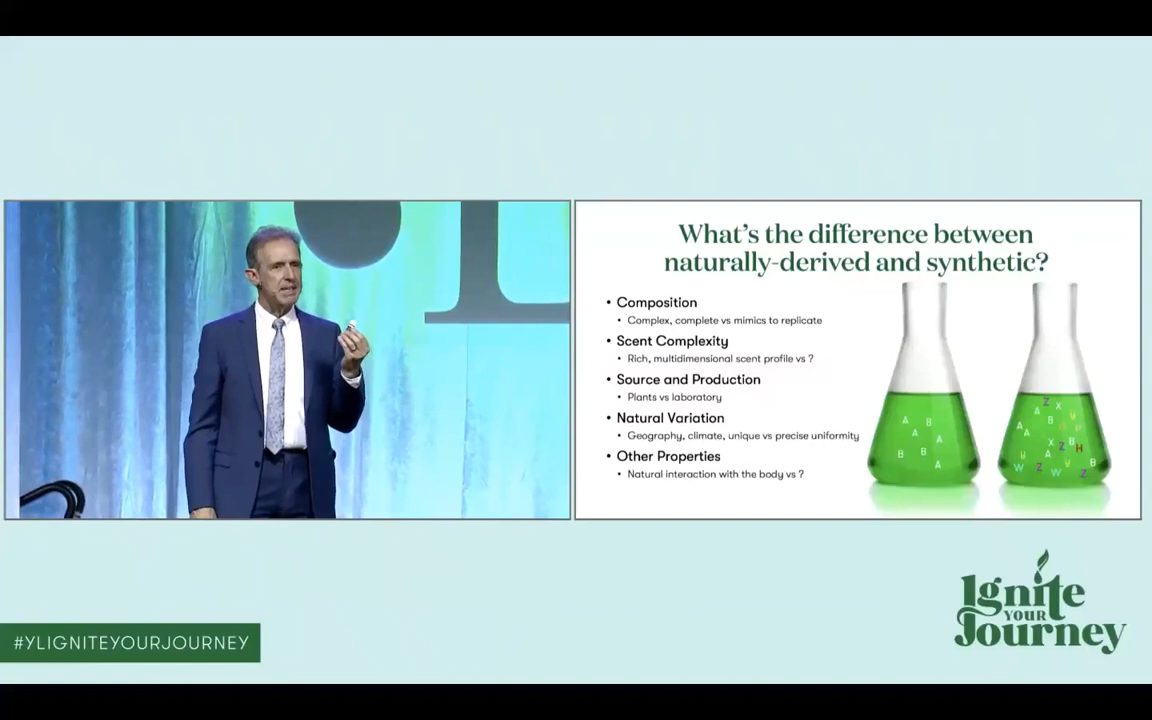 What's the difference between
naturally-derived and synthetic?
• Composition
• Complex, complete vs mimics to replicate
• Scent Complexity
• Rich, multidimensional scent profile vs ?
• Source and Production
• Plants vs laboratory
• Natural Variation
• Geography, climate, unique vs precise uniformity
• Other Properties
• Natural interaction with the body vs ?
A B
A A
B B
A
Ignite
YOUR
Journey
#YLIGNITEYOURJOURNEY